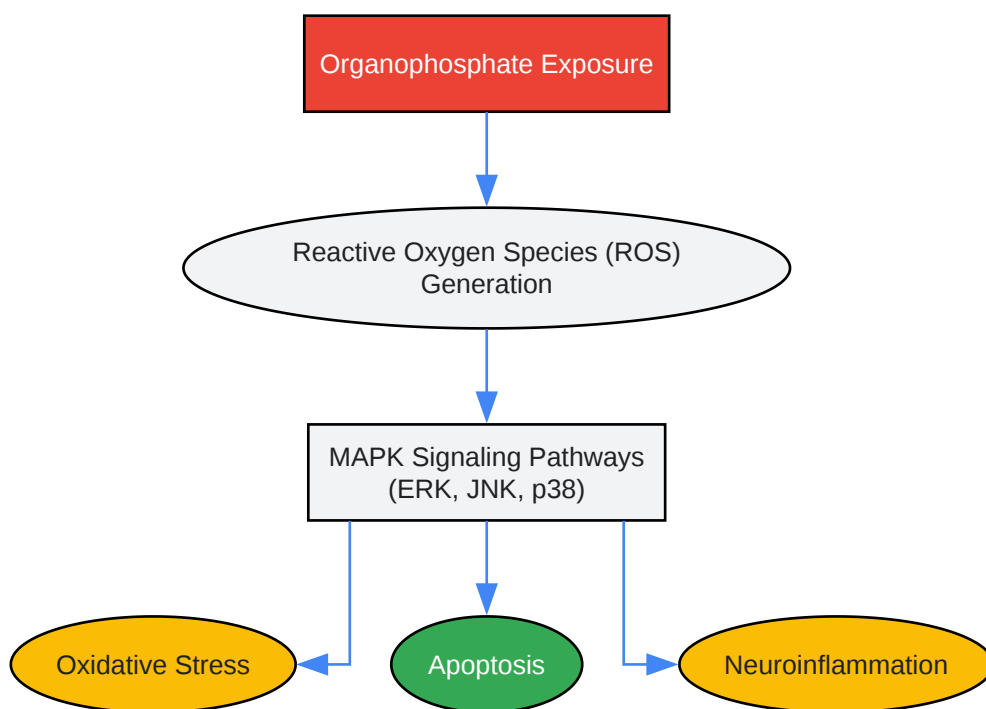 Organophosphate Exposure
Reactive Oxygen Species (ROS)
Generation
MAPK Signaling Pathways
(ERK, JNK, p38)
Oxidative Stress
Apoptosis
Neuroinflammation